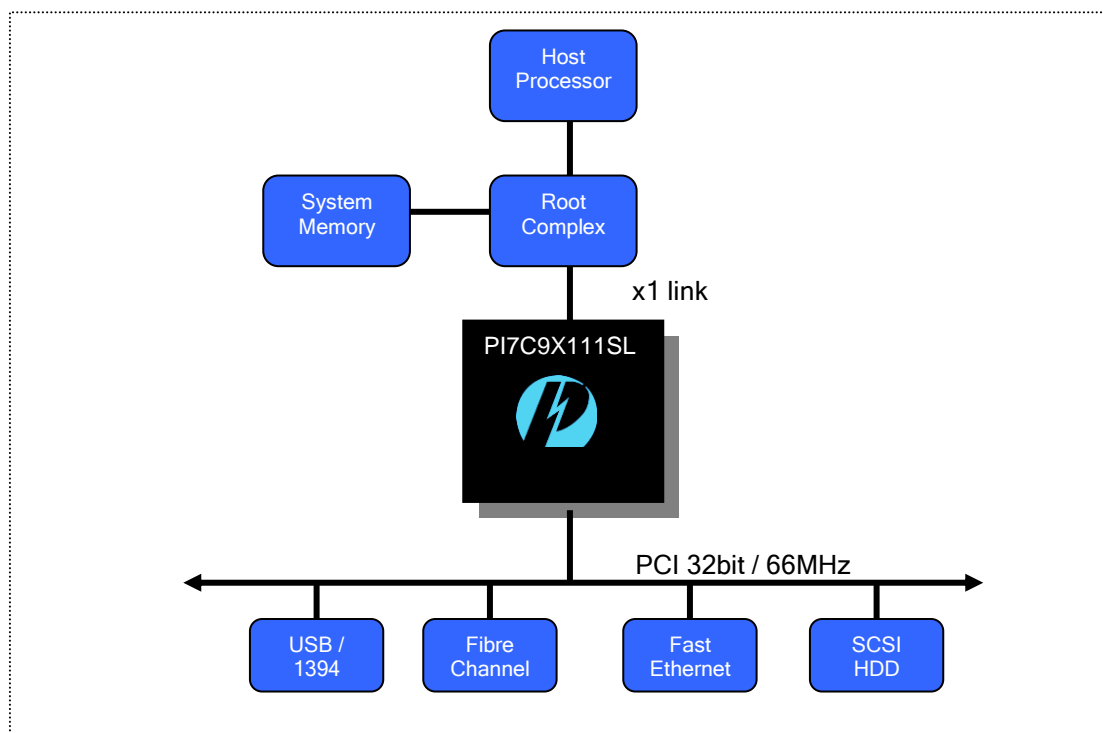 Host
Processor
System
Memory
Root
Complex
x1 link
PI7C9X111SL
PCI 32bit / 66MHz
USB /
1394
Fibre
Channel
Fast
Ethernet
SCSI
HDD